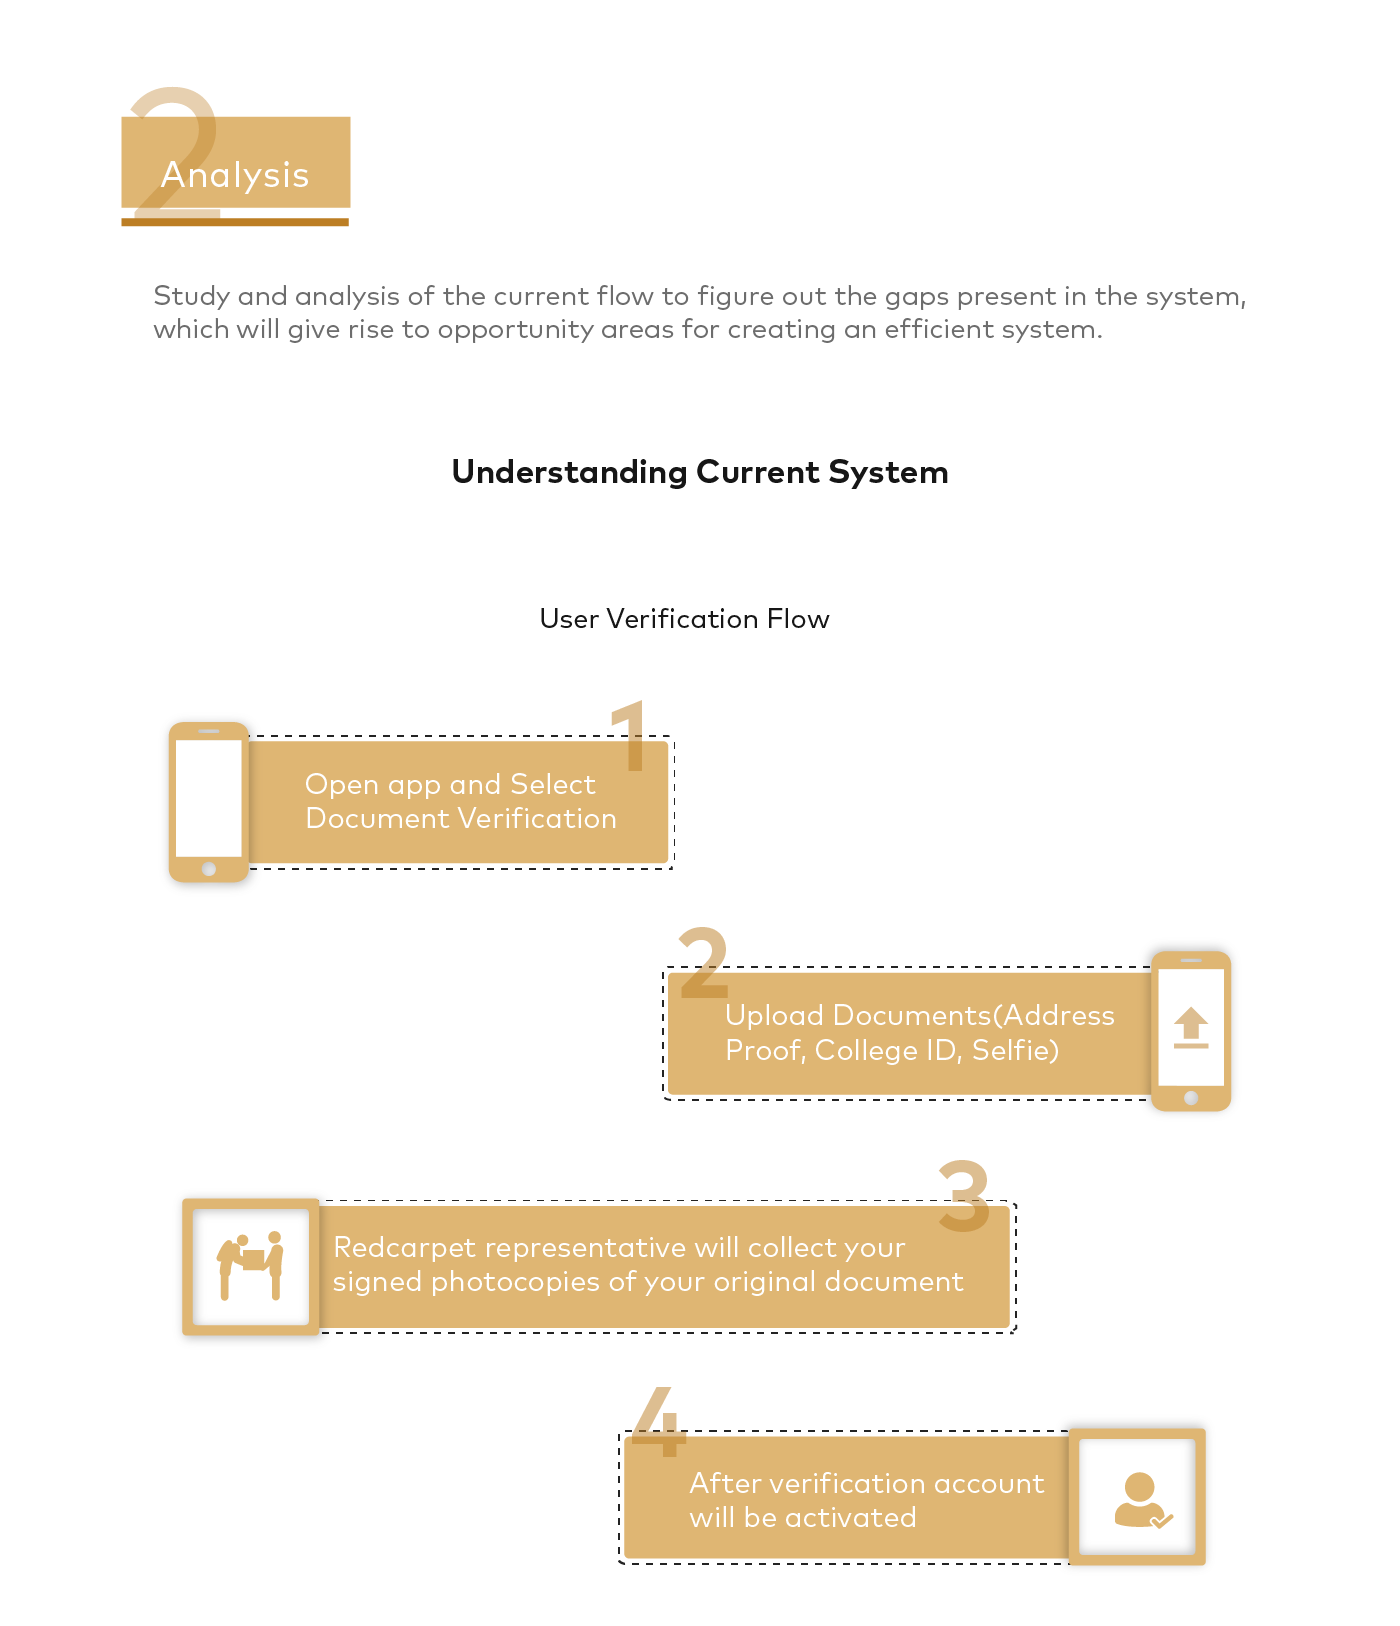 2
Analysis
Study and analysis of the current flow to figure out the gaps present in the system,
which will give rise to opportunity areas for creating an efficient system.
Understanding Current System
User Verification Flow
1
Open app and Select
Document Verification
2
Upload Documents(Address
Proof, College ID, Selfie)
3
Redcarpet representative will collect your
signed photocopies of your original document
4
After verification account
will be activated